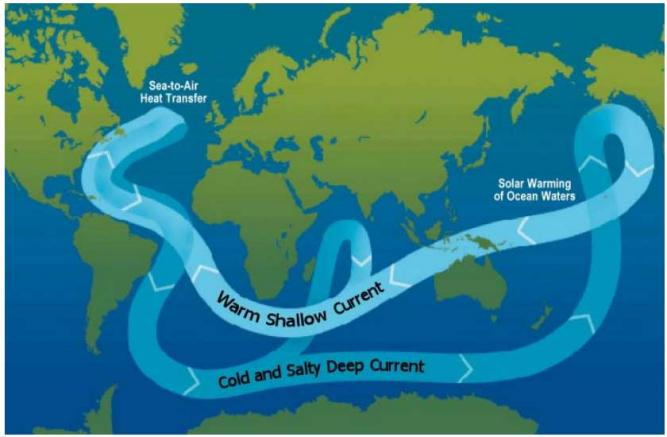 Sea-to-Air
Heat Transfer
Solar Warming
of Ocean Waters
Warm Shallow Current
Cold and Salty Deep Current